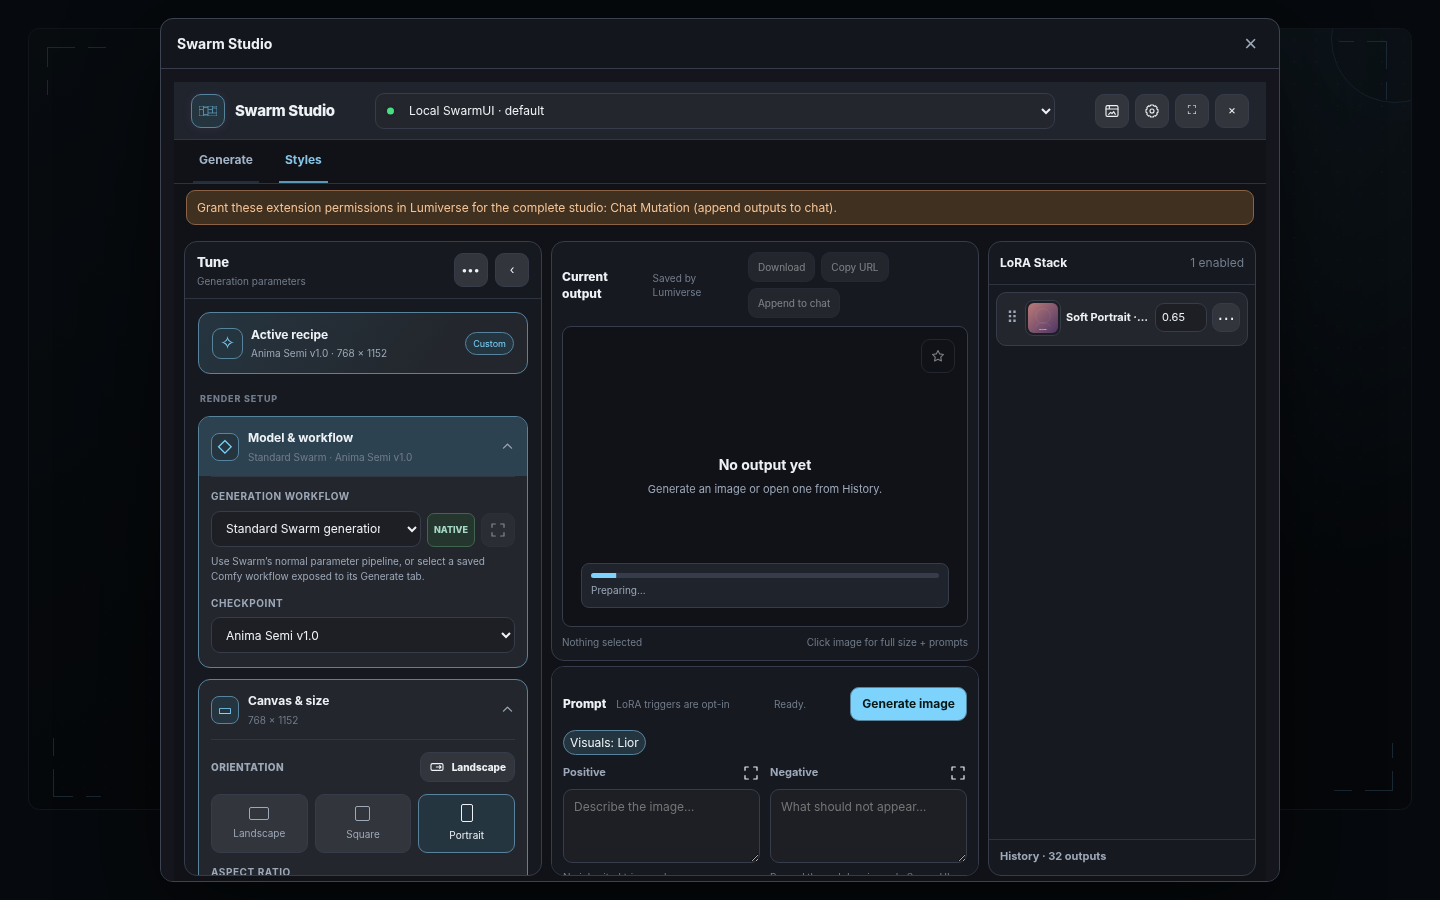 Swarm Studio
Swarm Studio
Local SwarmUI · default
Generate
Styles
Grant these extension permissions in Lumiverse for the complete studio: Chat Mutation (append outputs to chat).
Tune
Generation parameters
Active recipe
Anima Semi v1.0 · 768 × 1152
Custom
RENDER SETUP
Model & workflow
Standard Swarm · Anima Semi v1.0
GENERATION WORKFLOW
Standard Swarm generation
NATIVE
Use Swarm's normal parameter pipeline, or select a saved
Comfy workflow exposed to its Generate tab.
CHECKPOINT
Anima Semi v1.0
Canvas & size
768 × 1152
ORIENTATION
Landscape
Landscape
Square
Portrait
ASPECT RATIO
Current
output
Saved by
Lumiverse
Download
Copy URL
Append to chat
No output yet
Generate an image or open one from History.
Preparing...
Nothing selected
Click image for full size + prompts
Prompt
LoRA triggers are opt-in
Ready.
Generate image
Visuals: Lior
Positive
Negative
Describe the image...
What should not appear...
LoRA Stack
1 enabled
Soft Portrait ·...
0.65
History · 32 outputs